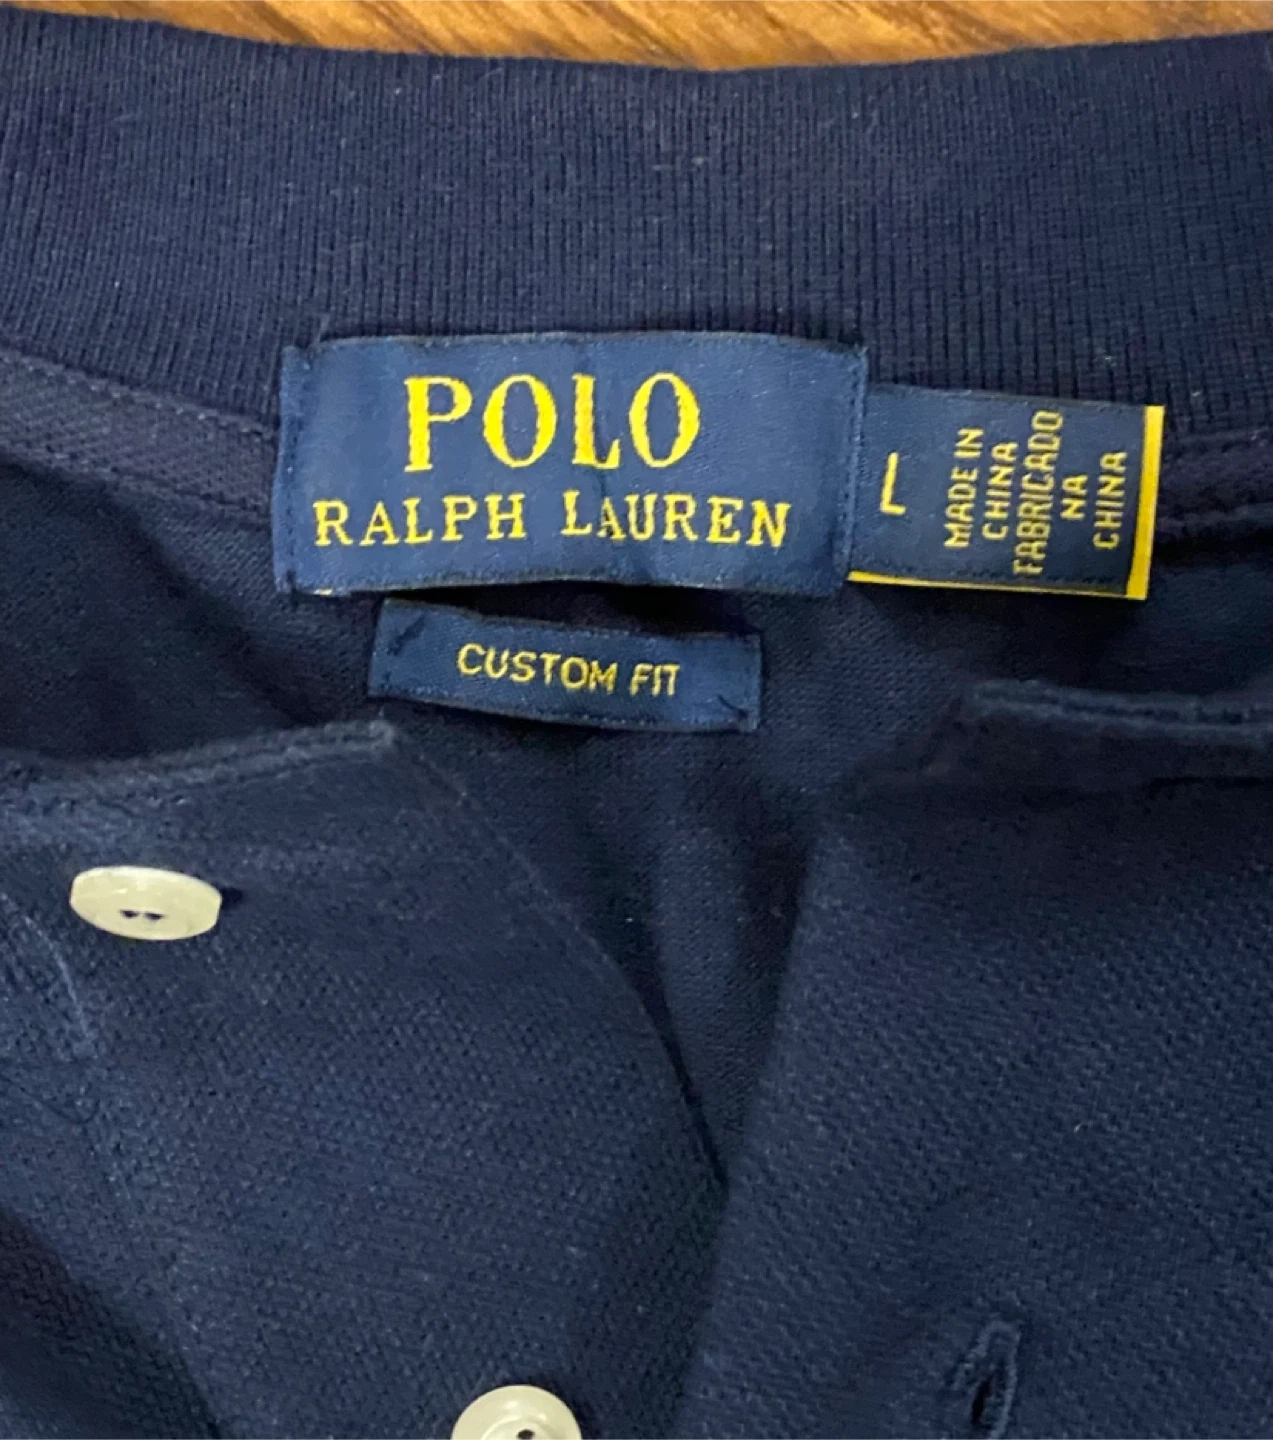 POLO
RALPH LAUREN
L
MADE IN
CHINA
FABRICADO
NA
CHINA
CUSTOM FIT